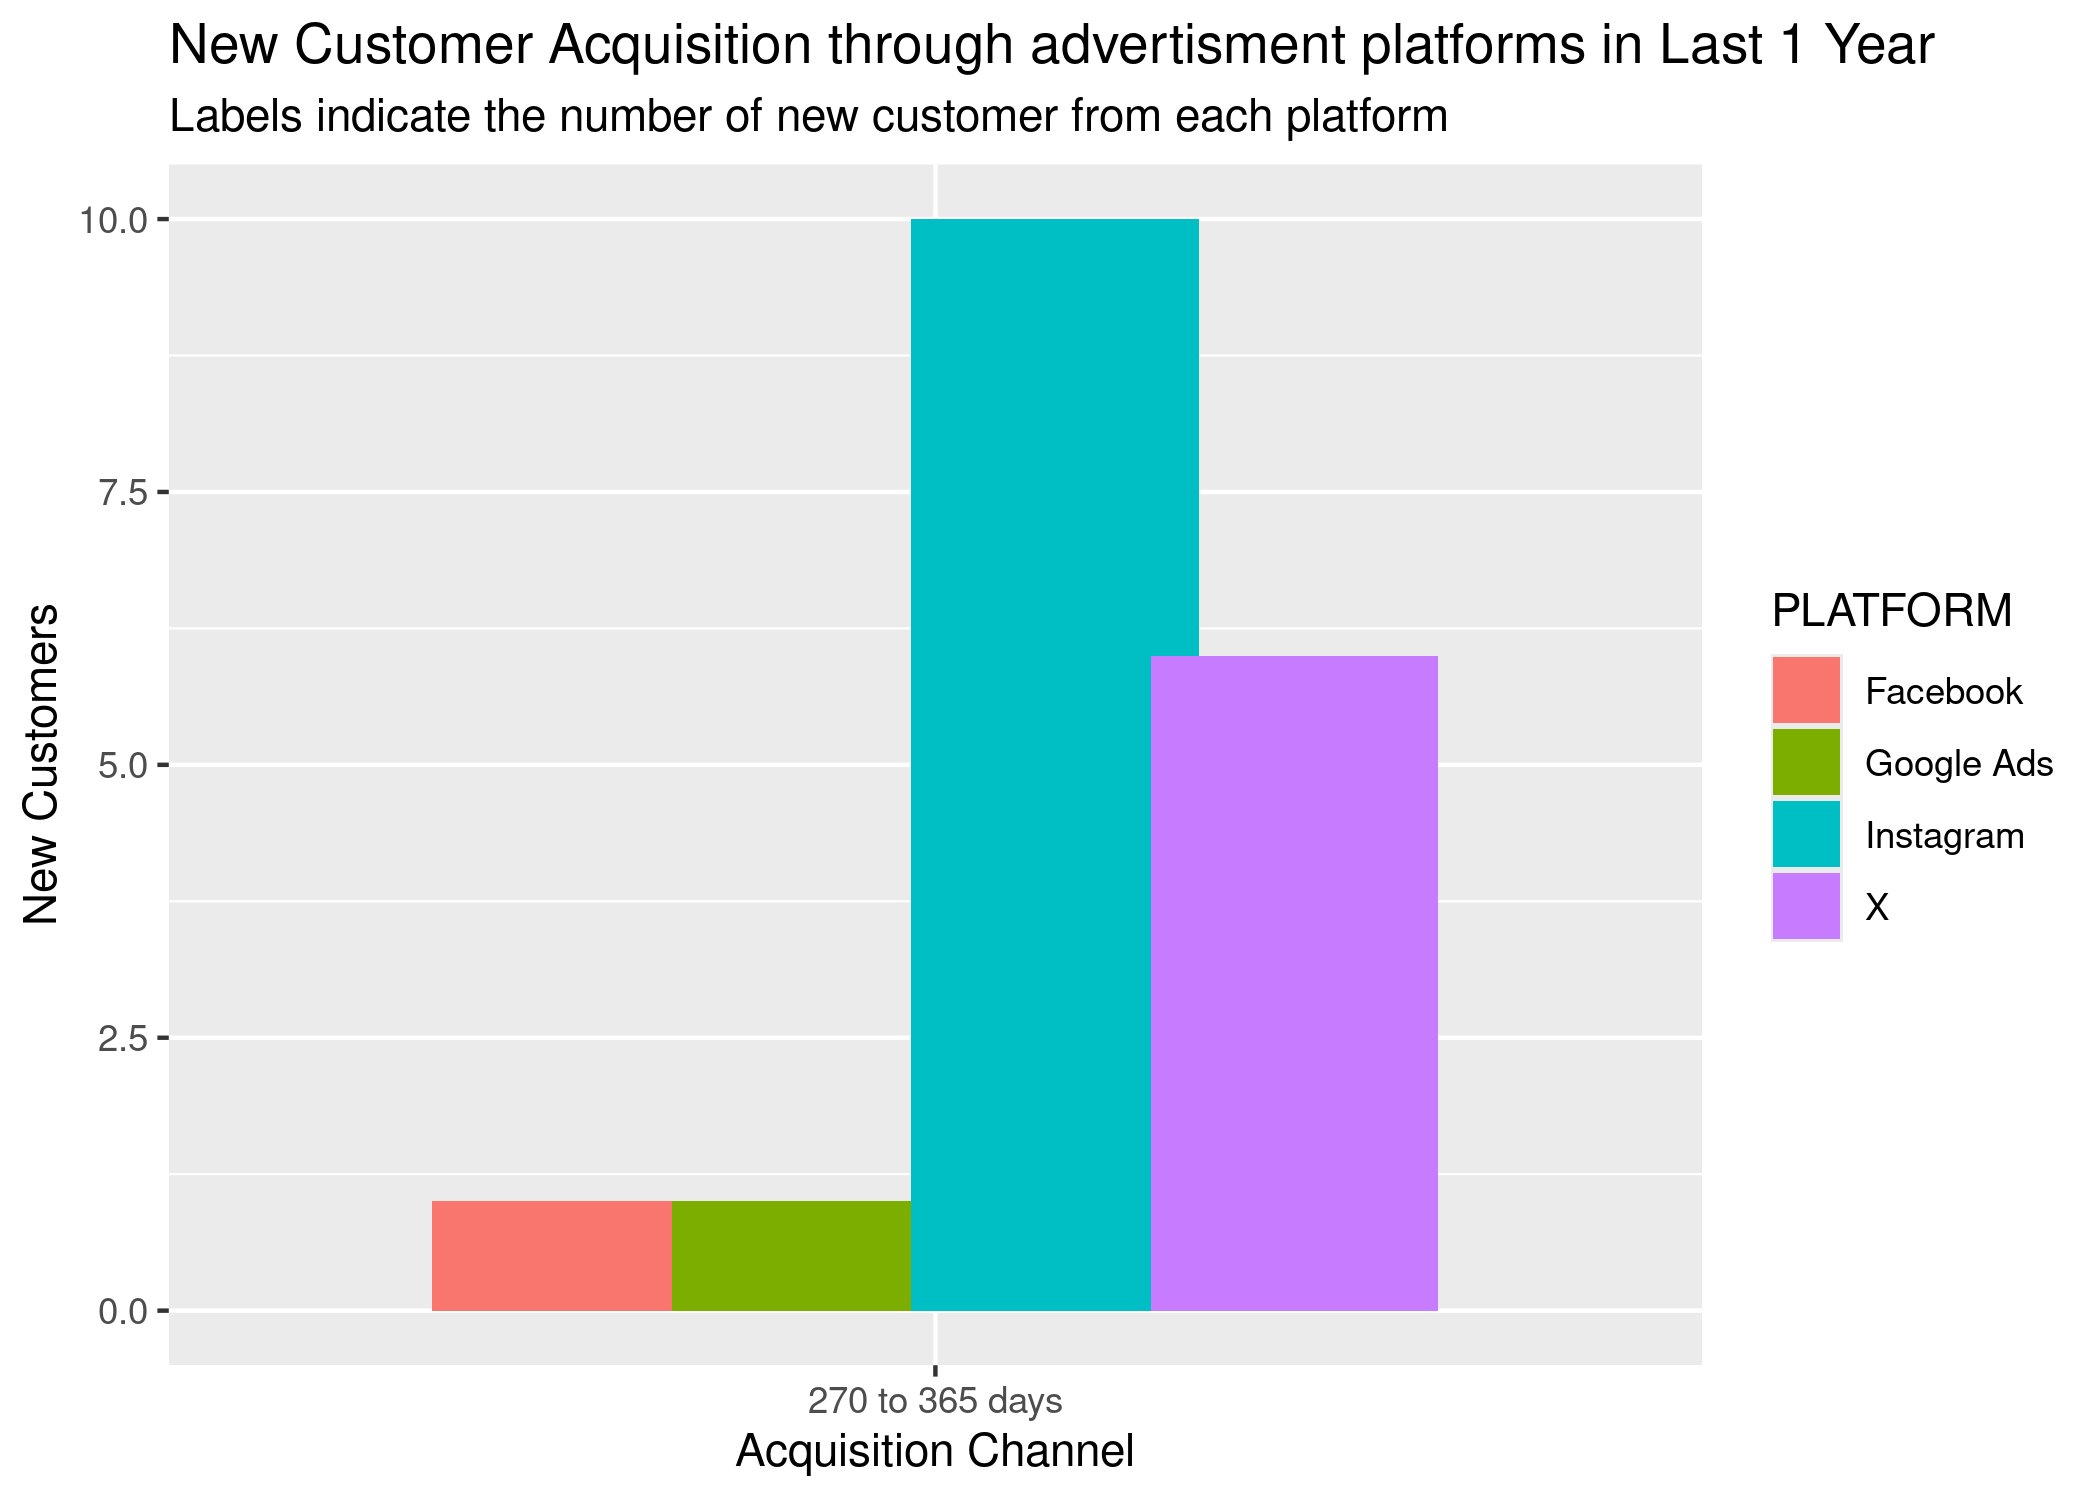 New Customer Acquisition through advertisment platforms in Last 1 Year
Labels indicate the number of new customer from each platform
10.0
7.5
5.0
2.5
0.0
New Customers
270 to 365 days
Acquisition Channel
PLATFORM
Facebook
Google Ads
Instagram
X